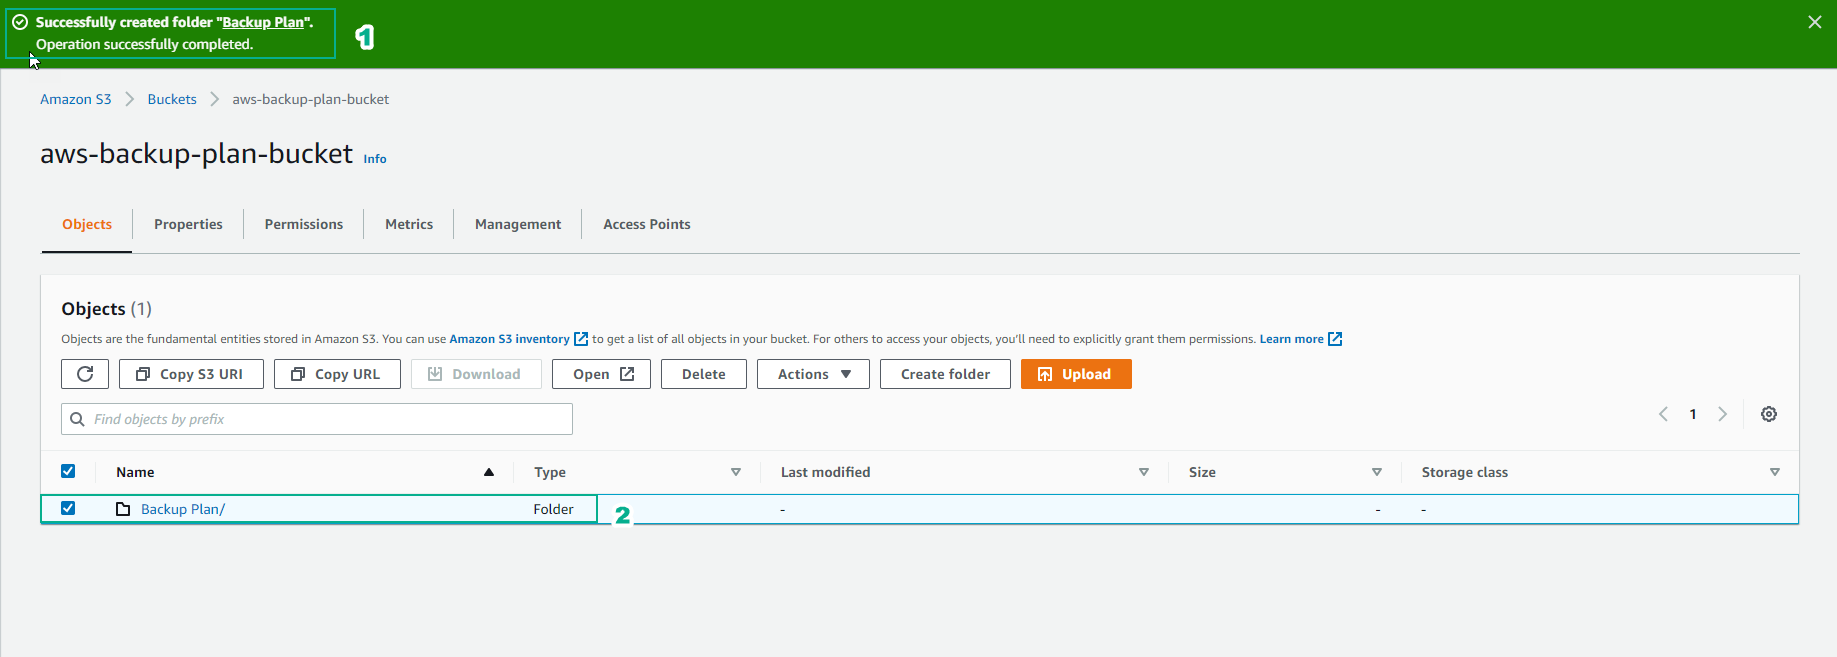 Successfully created folder "Backup Plan".
Operation successfully completed.
1
Amazon S3 Buckets aws-backup-plan-bucket
aws-backup-plan-bucket Info
Objects Properties Permissions Metrics Management Access Points
Objects (1)
Objects are the fundamental entities stored in Amazon S3. You can use Amazon S3 inventory to get a list of all objects in your bucket. For others to access your objects, you'll need to explicitly grant them permissions. Learn more
Copy S3 URI Copy URL Download Open Delete Actions Create folder Upload
Find objects by prefix
1
Name Type Last modified Size Storage class
Backup Plan/ Folder - - -
2